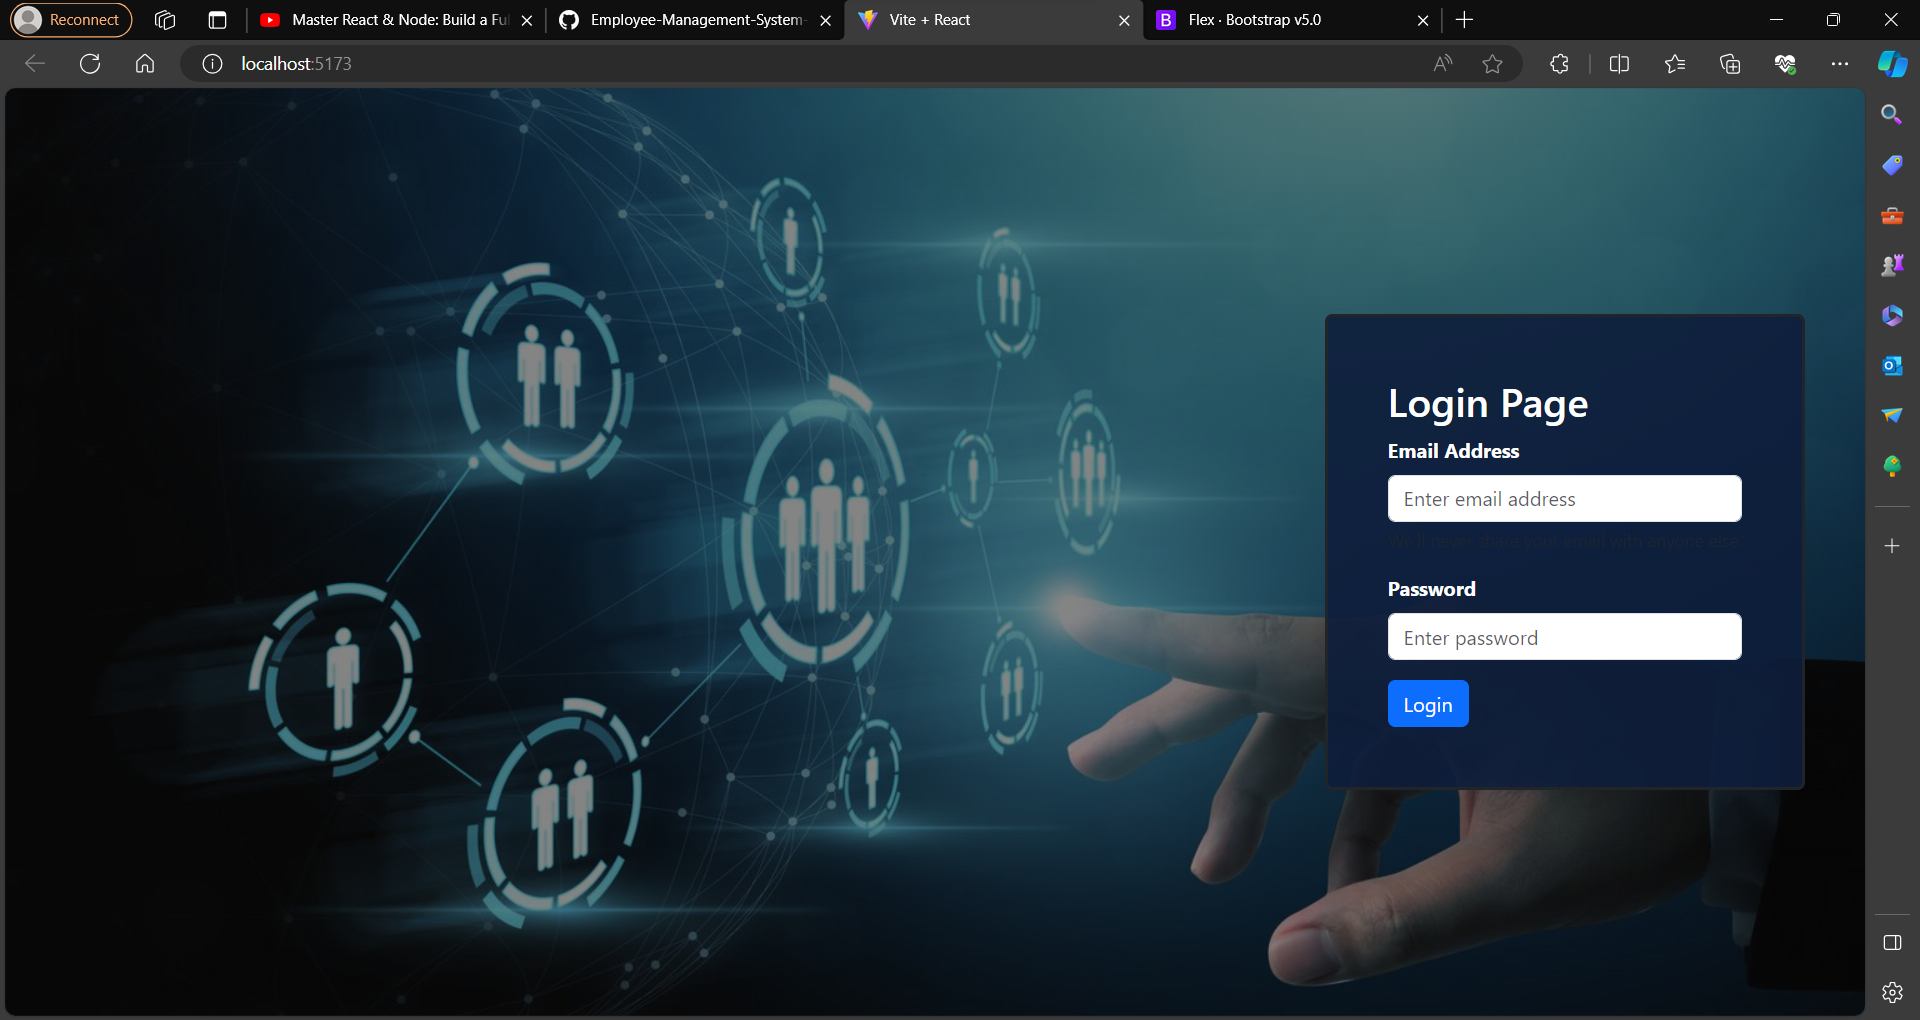 Reconnect
Master React & Node: Build a Ful
Employee-Management-System-
Vite + React
Flex · Bootstrap v5.0
localhost:5173
Login Page
Email Address
Enter email address
We'll never share your email with anyone else.
Password
Enter password
Login